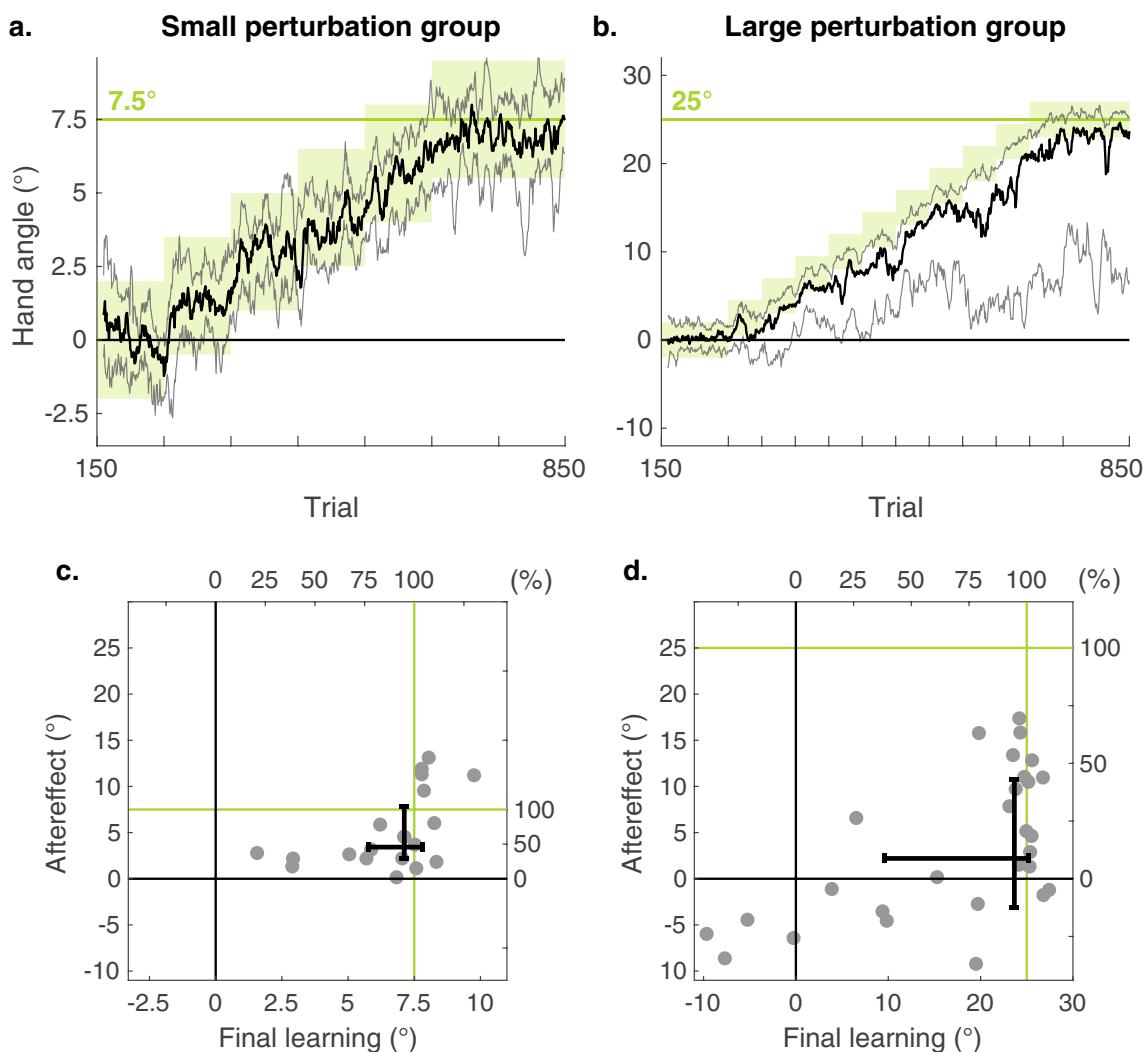 a. Small perturbation group
7.5°
7.5
5
2.5
0
-2.5
Hand angle (°)
150 850
Trial
b. Large perturbation group
25°
30
20
10
0
-10
150 850
Trial
c.
0 25 50 75 100 (%)
25
20
15
10
5
0
-5
-10
Aftereffect (°)
100
50
0
-2.5 0 2.5 5 7.5 10
Final learning (°)
d.
0 25 50 75 100 (%)
25
20
15
10
5
0
-5
-10
Aftereffect (°)
100
50
0
-10 0 10 20 30
Final learning (°)